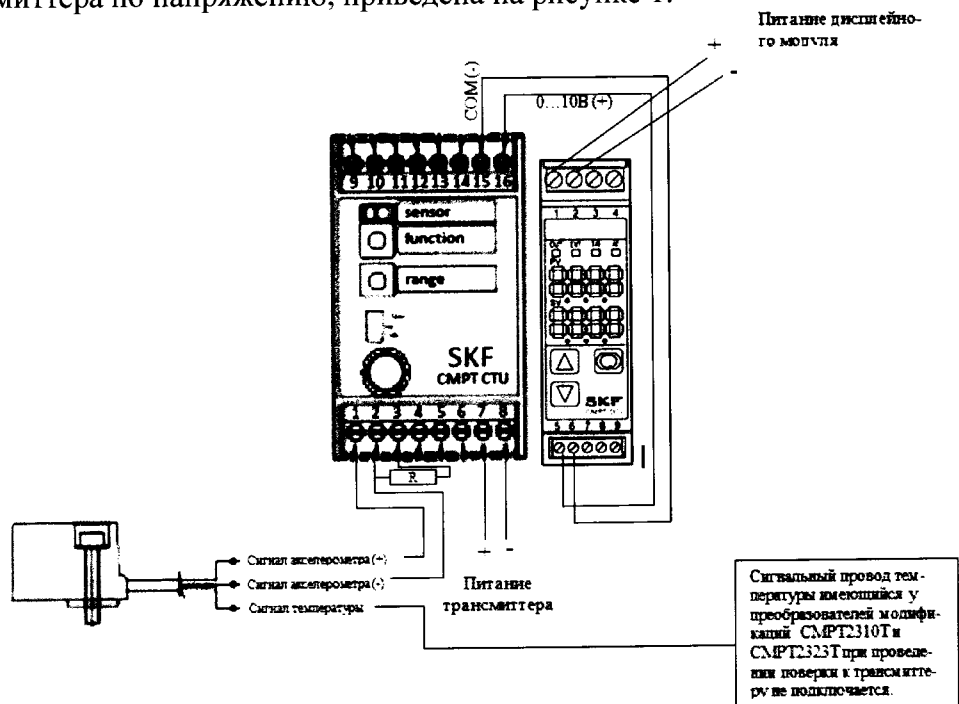 миттера по напряжению, приведена на рисунке 1.
Питание дисплейно-
го модуля
+
-
COM (-)
0...10В (+)
9 10 11 12 13 14 15 16
sensor
function
range
SKF
CMPT CTU
1 2 3 4 5 6 7 8
1 2 3 4
SKF
5 6 7 8 9
R
+ -
Питание
трансмиттера
Сигнал акселерометра (+)
Сигнал акселерометра (-)
Сигнал температуры
Сигнальный провод тем-
пературы имеющийся у
преобразователей модифи-
каций CMPT2310T и
CMPT2323T при проведе-
нии поверки к трансмитте-
ру не подключается.